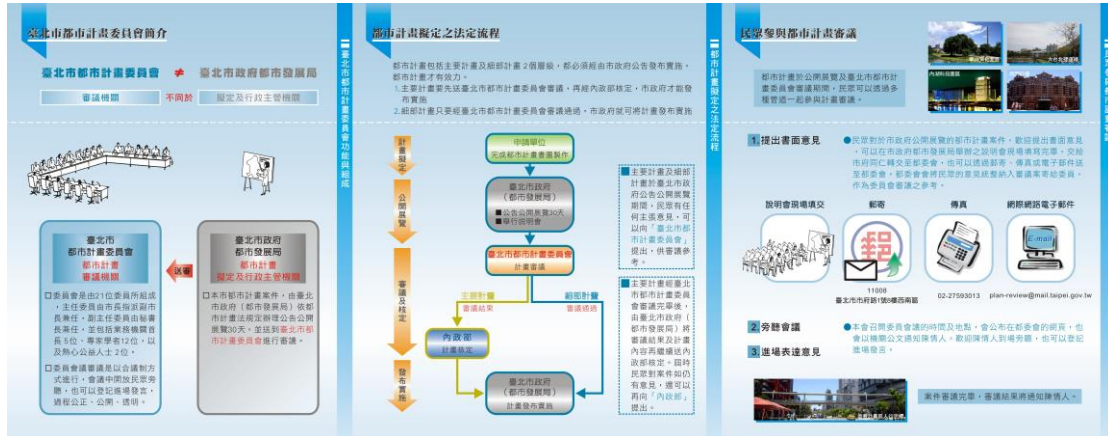 臺北市都市計畫委員會簡介
臺北市都市計畫委員會
≠
臺北市政府都市發展局
審議機關
不同於
擬定及行政主管機關
臺北市
都市計畫委員會
都市計畫
審議機關
送審
臺北市政府
都市發展局
都市計畫
擬定及行政主管機關
□委員會是由21位委員所組成
，主任委員由市長指派副市
長兼任，副主任委員由秘書
長兼任，並包括業務機關首
長5位、專家學者12位，以
及熱心公益人士2位。
□委員會議審議是以合議制方
式進行，會議中開放民眾旁
聽，也可以登記進場發言，
過程公正、公開、透明。
□本市都市計畫案件，由臺北
市政府（都市發展局）依都
市計畫法規定辦理公告公開
展覽30天，並送到臺北市都
市計畫委員會進行審議。
臺北市都市計畫委員會功能與組成
都市計畫擬定之法定流程
都市計畫包括主要計畫及細部計畫2個層級，都必須經由市政府公告發布實施，
都市計畫才有效力。
1.主要計畫要先送臺北市都市計畫委員會審議，再經內政部核定，市政府才能發
布實施
2.細部計畫只要經臺北市都市計畫委員會審議通過，市政府就可將計畫發布實施
計畫擬定
公開展覽
審議及核定
發布實施
申請單位
完成都市計畫書圖製作
臺北市政府
（都市發展局）
■公告公開展覽30天
■舉行說明會
臺北市都市計畫委員會
計畫審議
主要計畫
審議結果
細部計畫
審議通過
內政部
計畫核定
臺北市政府
（都市發展局）
計畫發布實施
■主要計畫及細部
計畫於臺北市政
府公告公開展覽
期間，民眾有任
何主張意見，可
以向「臺北市都
市計畫委員會」
提出，供審議參
考。
■主要計畫經臺北
市都市計畫委員
會審議完畢後，
由臺北市政府（
都市發展局）將
審議結果及計畫
內容再繼續送內
政部核定。屆時
民眾對案件如仍
有意見，還可以
再向「內政部」
提出。
都市計畫擬定之法定流程
民眾參與都市計畫審議
都市計畫於公開展覽及臺北市都市計
畫委員會審議期間，民眾可以透過多
種管道一起參與計畫審議。
1.提出書面意見
●民眾對於市政府公開展覽的都市計畫案件，歡迎提出書面意見
，可以在市政府都市發展局舉辦之說明會現場填寫完畢，交給
市府同仁轉交至都委會，也可以透過郵寄、傳真或電子郵件送
至都委會，都委會會將民眾的意見統整納入審議案寄給委員，
作為委員會審議之參考。
說明會現場填交
郵寄
傳真
網際網路電子郵件
郵
E-mail
11008
臺北市市府路1號8樓西南區
02-27593013
plan-review@mail.taipei.gov.tw
2.旁聽會議
3.進場表達意見
●本會召開委員會議的時間及地點，會公布在都委會的網頁，也
會以機關公文通知陳情人。歡迎陳情人到場旁聽，也可以登記
進場發言。
案件審議完畢，審議結果將通知陳情人。